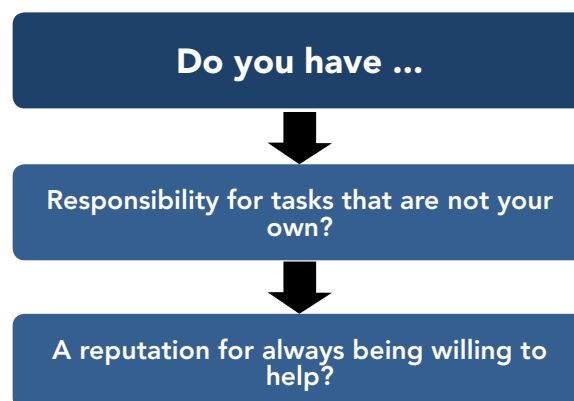 Do you have ...
Responsibility for tasks that are not your
own?
A reputation for always being willing to
help?